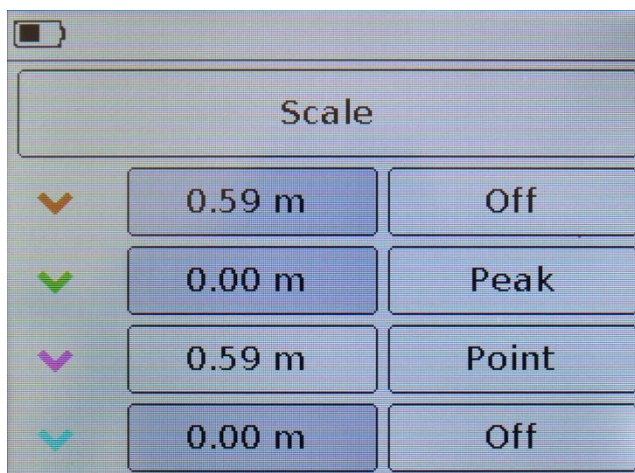 Scale
0.59 m Off
0.00 m Peak
0.59 m Point
0.00 m Off